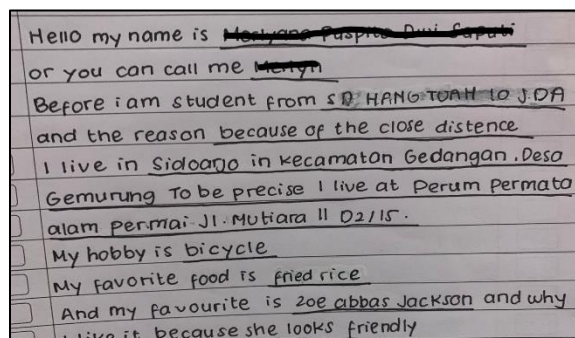 Hello my name is
or you can call me
Before i am student from SD HANG TUAH 10 J.DA
and the reason because of the close distence
I live in Sidoarjo in kecamatan Gedangan. Desa
Gemurung To be precise I live at Perum Permata
alam permai Jl. Mutiara II D2/15.
My hobby is bicycle
My favorite food is fried rice
And my favourite is zoe abbas Jackson and why
I like it because she looks friendly